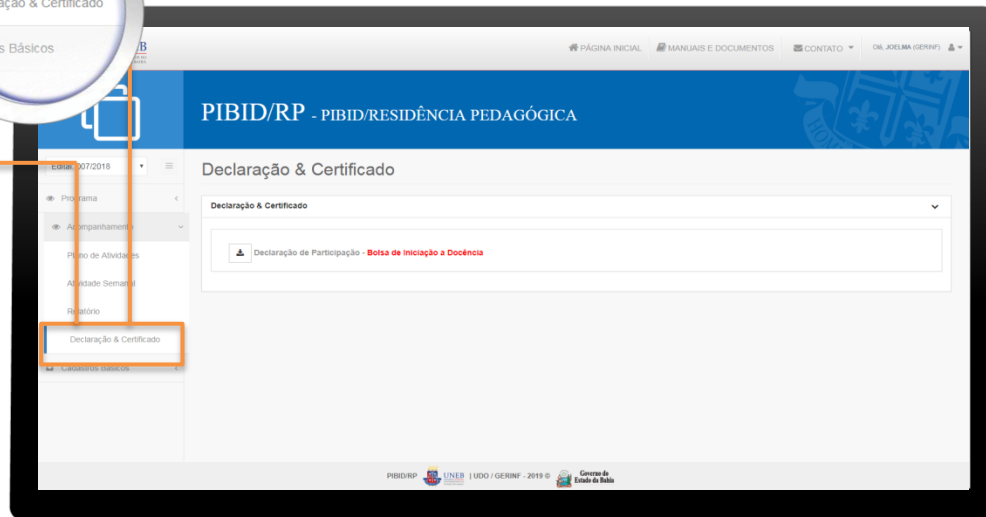 ação & Certificado
s Básicos
B
PÁGINA INICIAL MANUAIS E DOCUMENTOS CONTATO Olá, JOELMA (GERINF)
PIBID/RP - PIBID/RESIDÊNCIA PEDAGÓGICA
Edital: 007/2018
Declaração & Certificado
Programa
Declaração & Certificado
Acompanhamento
Declaração de Participação - Bolsa de Iniciação a Docência
Plano de Atividades
Atividade Semanal
Relatório
Declaração & Certificado
Cadastros Básicos
PIBID/RP UNEB | UDO / GERINF - 2019 © Governo do Estado da Bahia